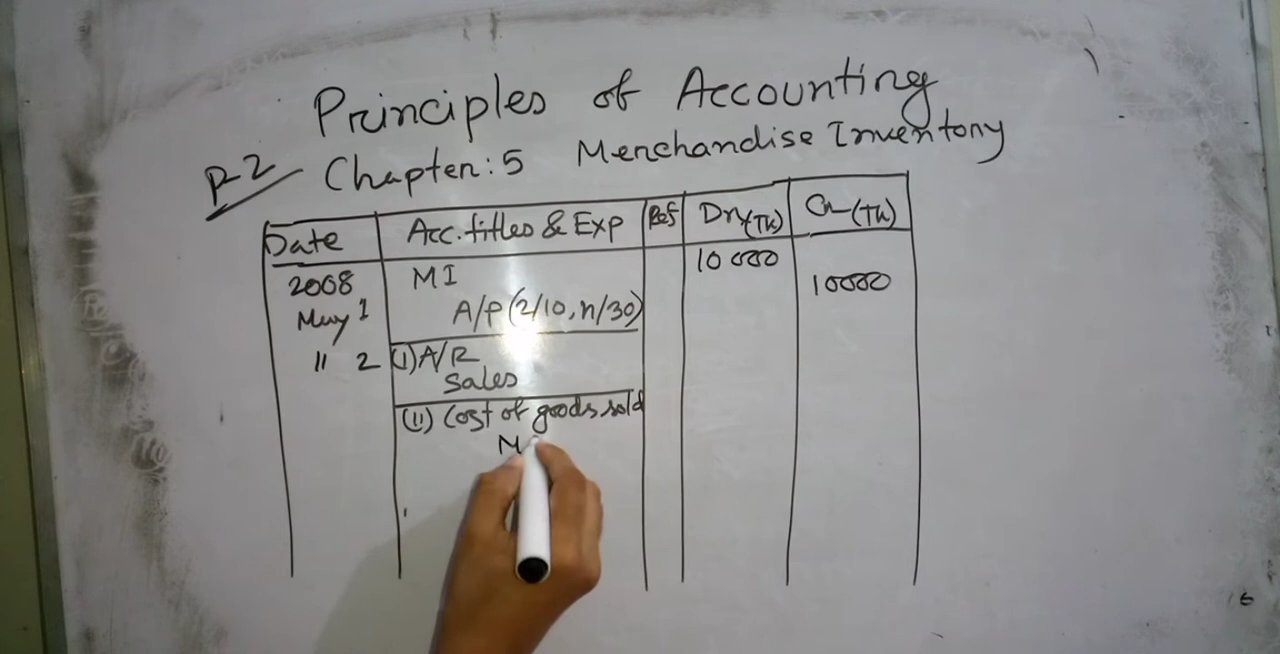 Principles of Accounting
P-2 Chapter: 5 Merchandise Inventory
Date Acc. titles & Exp Ref Dr(Tk) Cr(Tk)
2008 MI 10000
May 1 A/P (2/10, n/30) 10000
" 2 (I) A/R
Sales
(II) Cost of goods sold
M